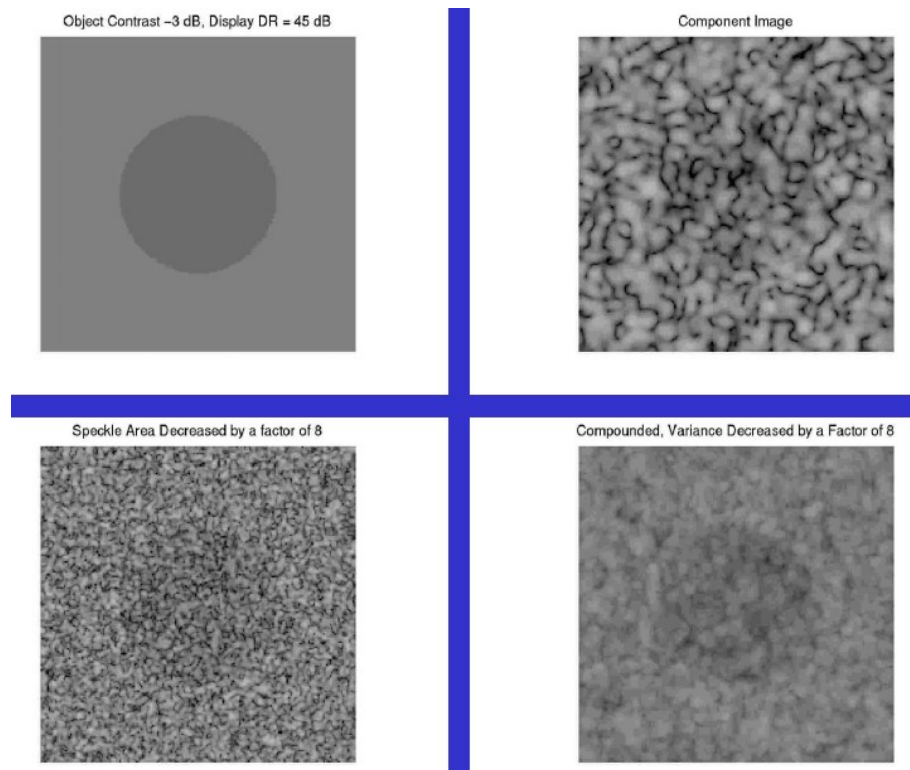 Object Contrast −3 dB, Display DR = 45 dB
Component Image
Speckle Area Decreased by a factor of 8
Compounded, Variance Decreased by a Factor of 8